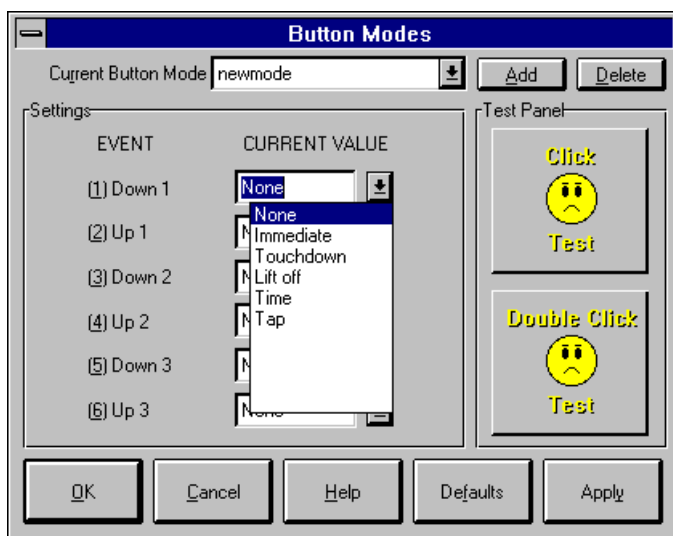 Button Modes
Current Button Mode newmode Add Delete
Settings
EVENT CURRENT VALUE
(1) Down 1 None
(2) Up 1
(3) Down 2
(4) Up 2
(5) Down 3
(6) Up 3
None
Immediate
Touchdown
Lift off
Time
Tap
Test Panel
Click
Test
Double Click
Test
OK Cancel Help Defaults Apply